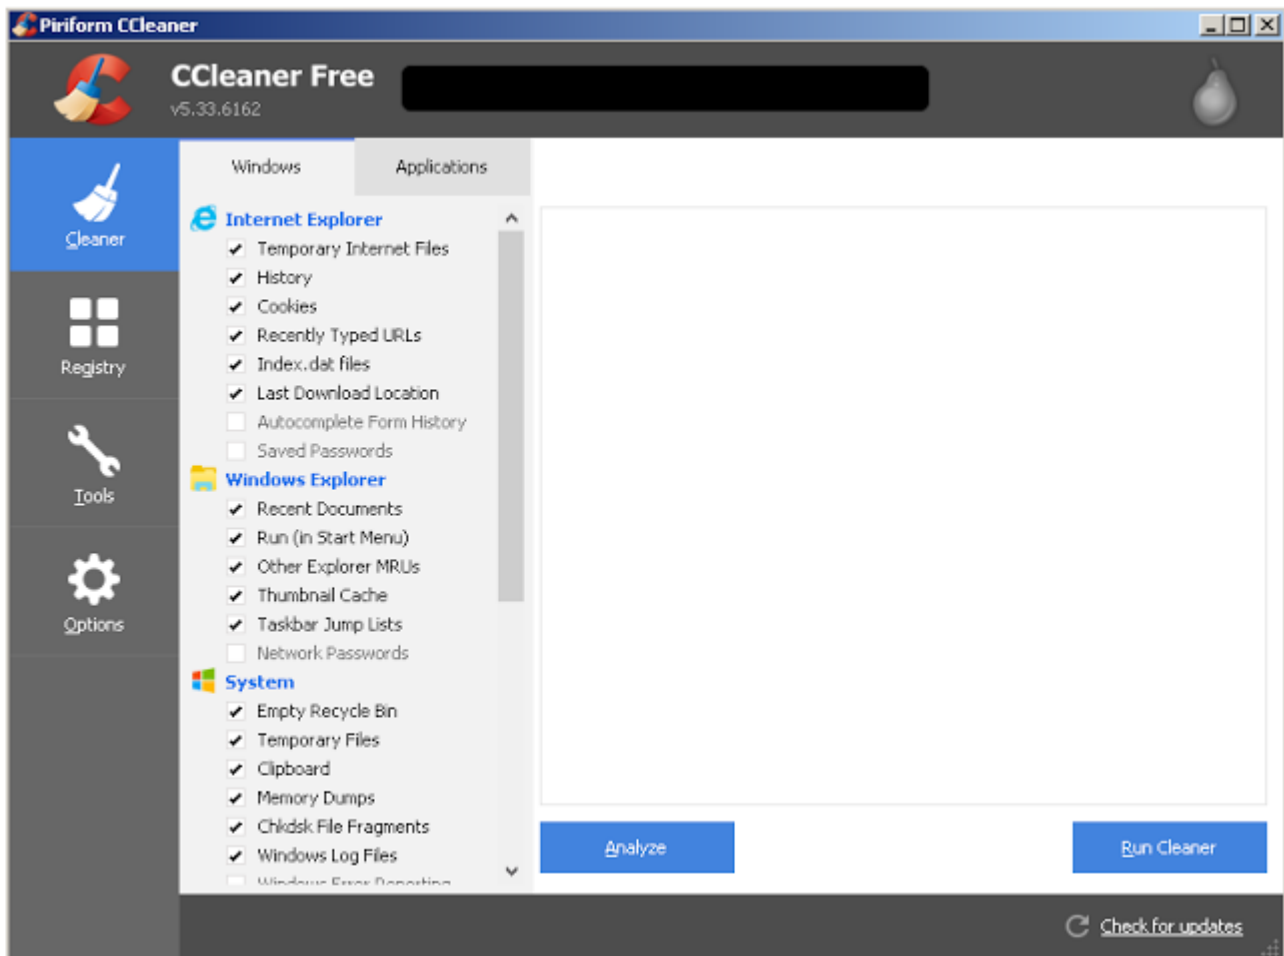 Piriform CCleaner
CCleaner Free
v5.33.6162
Cleaner
Registry
Tools
Options
Windows
Applications
Internet Explorer
Temporary Internet Files
History
Cookies
Recently Typed URLs
Index.dat files
Last Download Location
Autocomplete Form History
Saved Passwords
Windows Explorer
Recent Documents
Run (in Start Menu)
Other Explorer MRUs
Thumbnail Cache
Taskbar Jump Lists
Network Passwords
System
Empty Recycle Bin
Temporary Files
Clipboard
Memory Dumps
Chkdsk File Fragments
Windows Log Files
Windows Error Reporting
Analyze
Run Cleaner
Check for updates